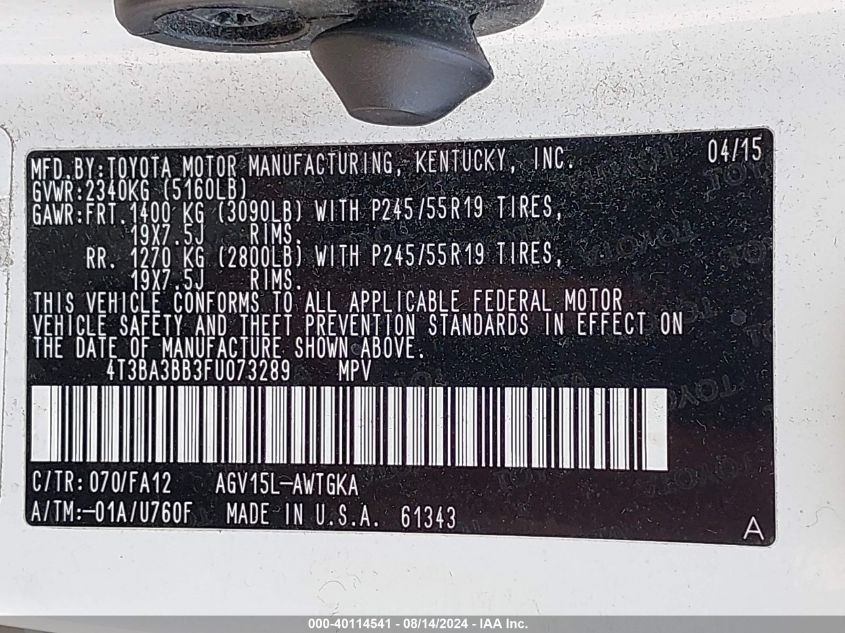 MFD.BY:TOYOTA MOTOR MANUFACTURING, KENTUCKY, INC. 04/15
GVWR:2340KG (5160LB)
GAWR:FRT.1400 KG (3090LB) WITH P245/55R19 TIRES,
19X7.5J RIMS.
RR. 1270 KG (2800LB) WITH P245/55R19 TIRES,
19X7.5J RIMS.
THIS VEHICLE CONFORMS TO ALL APPLICABLE FEDERAL MOTOR
VEHICLE SAFETY AND THEFT PREVENTION STANDARDS IN EFFECT ON
THE DATE OF MANUFACTURE SHOWN ABOVE.
4T3BA3BB3FU073289 MPV
C/TR:070/FA12 AGV15L-AWTGKA
A/TM:-01A/U760F MADE IN U.S.A. 61343
A
000-40114541 - 08/14/2024 - IAA Inc.